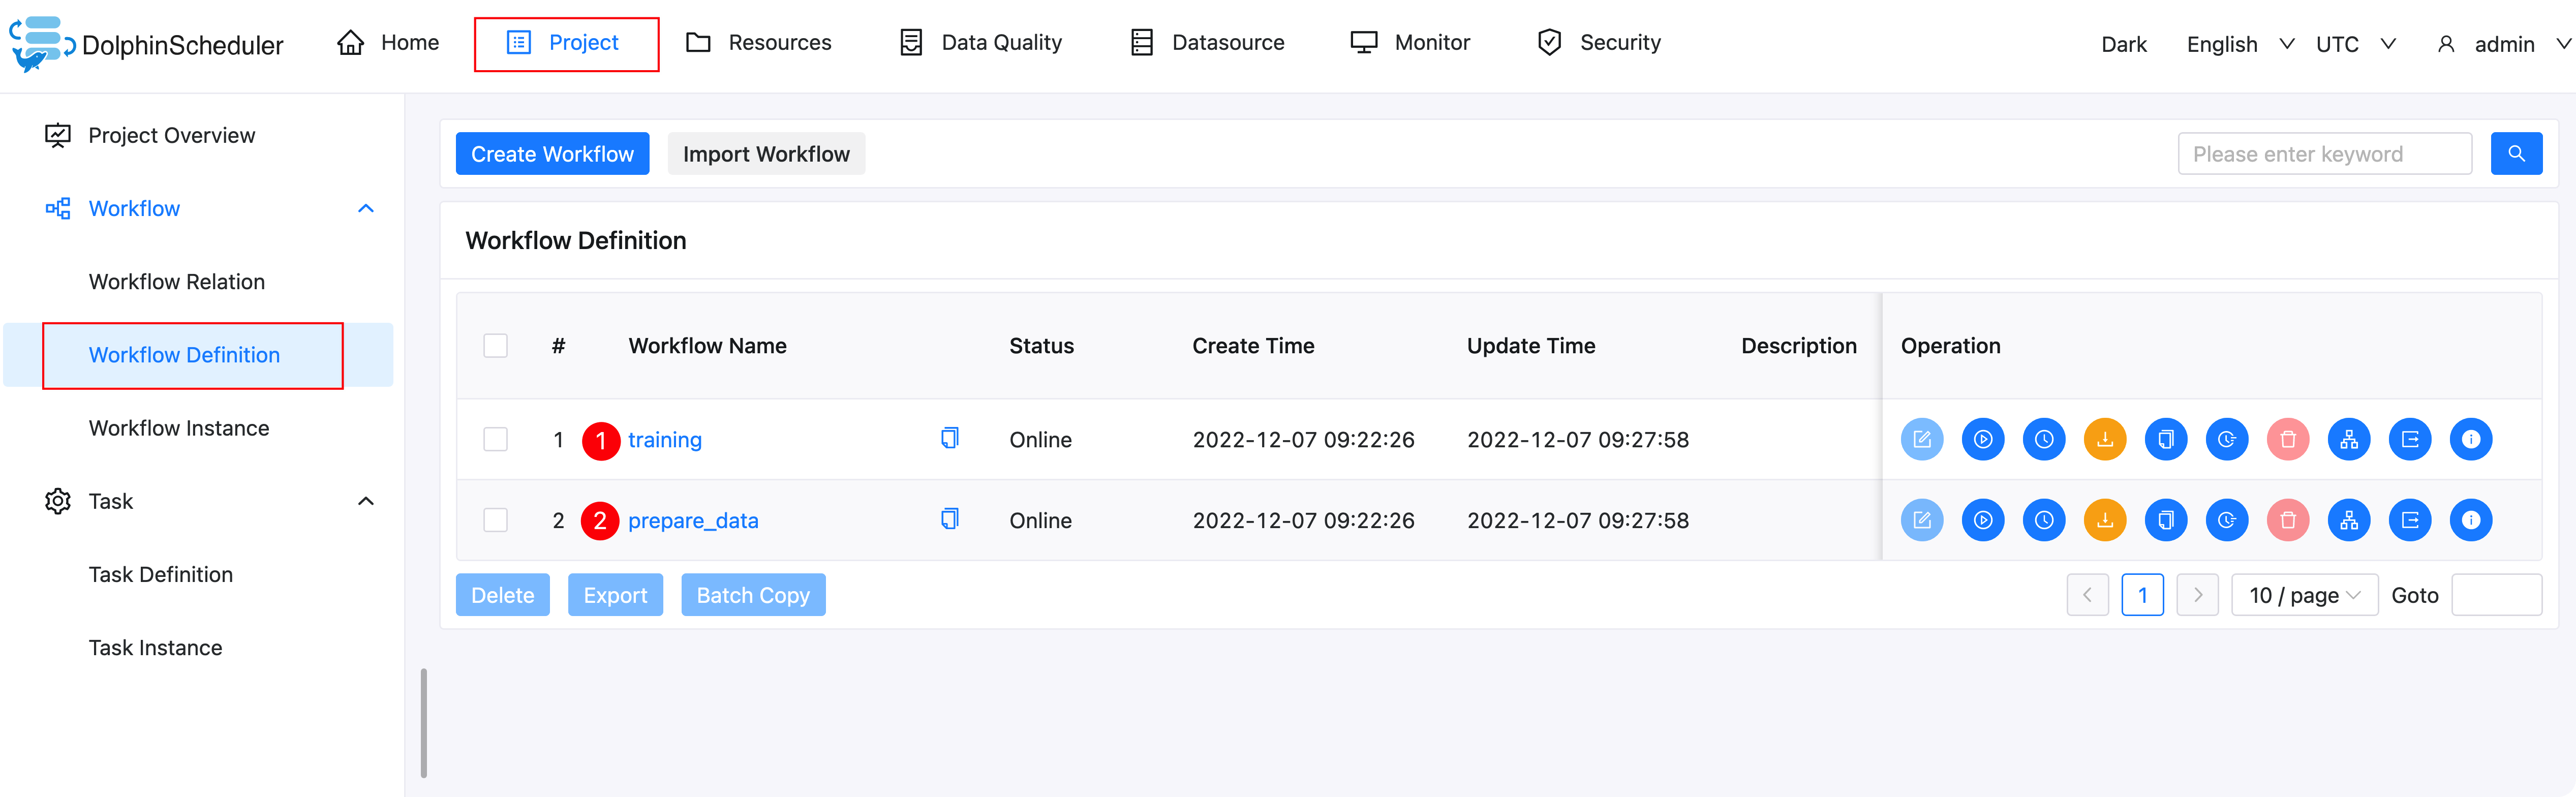 DolphinScheduler Home Project Resources Data Quality Datasource Monitor Security Dark English UTC admin
Project Overview
Workflow
Workflow Relation
Workflow Definition
Workflow Instance
Task
Task Definition
Task Instance
Create Workflow Import Workflow Please enter keyword
Workflow Definition
# Workflow Name Status Create Time Update Time Description Operation
1 1 training Online 2022-12-07 09:22:26 2022-12-07 09:27:58
2 2 prepare_data Online 2022-12-07 09:22:26 2022-12-07 09:27:58
Delete Export Batch Copy 1 10 / page Goto